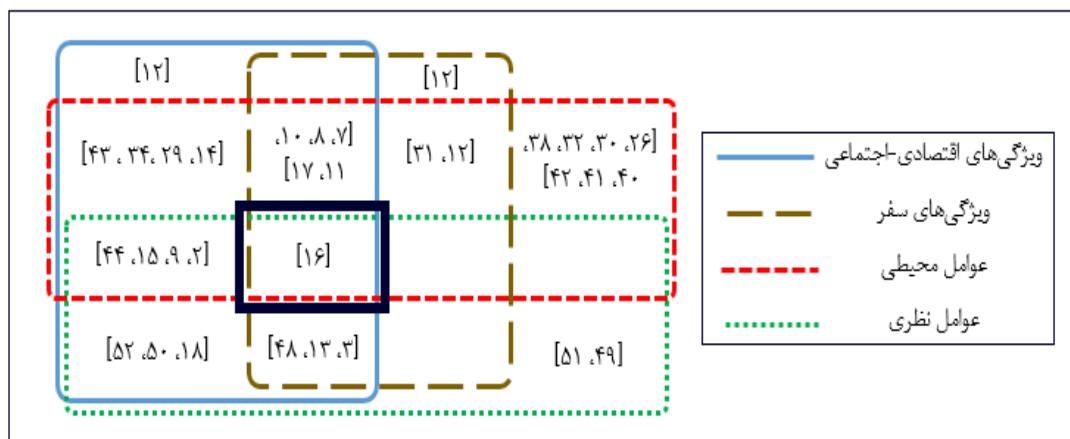 [۱۲]
[۱۲]
[۱۴، ۲۹، ۳۴، ۴۳]
[۷، ۸، ۱۰،
۱۱، ۱۷]
[۱۲، ۳۱]
[۲۶، ۳۰، ۳۲، ۳۸،
۴۰، ۴۱، ۴۲]
[۲، ۹، ۱۵، ۴۴]
[۱۶]
[۱۸، ۵۰، ۵۲]
[۳، ۱۳، ۴۸]
[۴۹، ۵۱]
ویژگی‌های اقتصادی-اجتماعی
ویژگی‌های سفر
عوامل محیطی
عوامل نظری